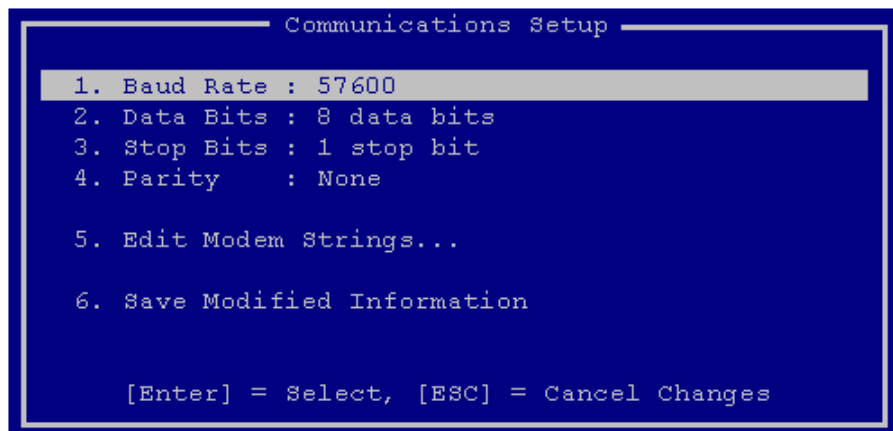 Communications Setup
1. Baud Rate : 57600
2. Data Bits : 8 data bits
3. Stop Bits : 1 stop bit
4. Parity    : None
5. Edit Modem Strings...
6. Save Modified Information
[Enter] = Select, [ESC] = Cancel Changes